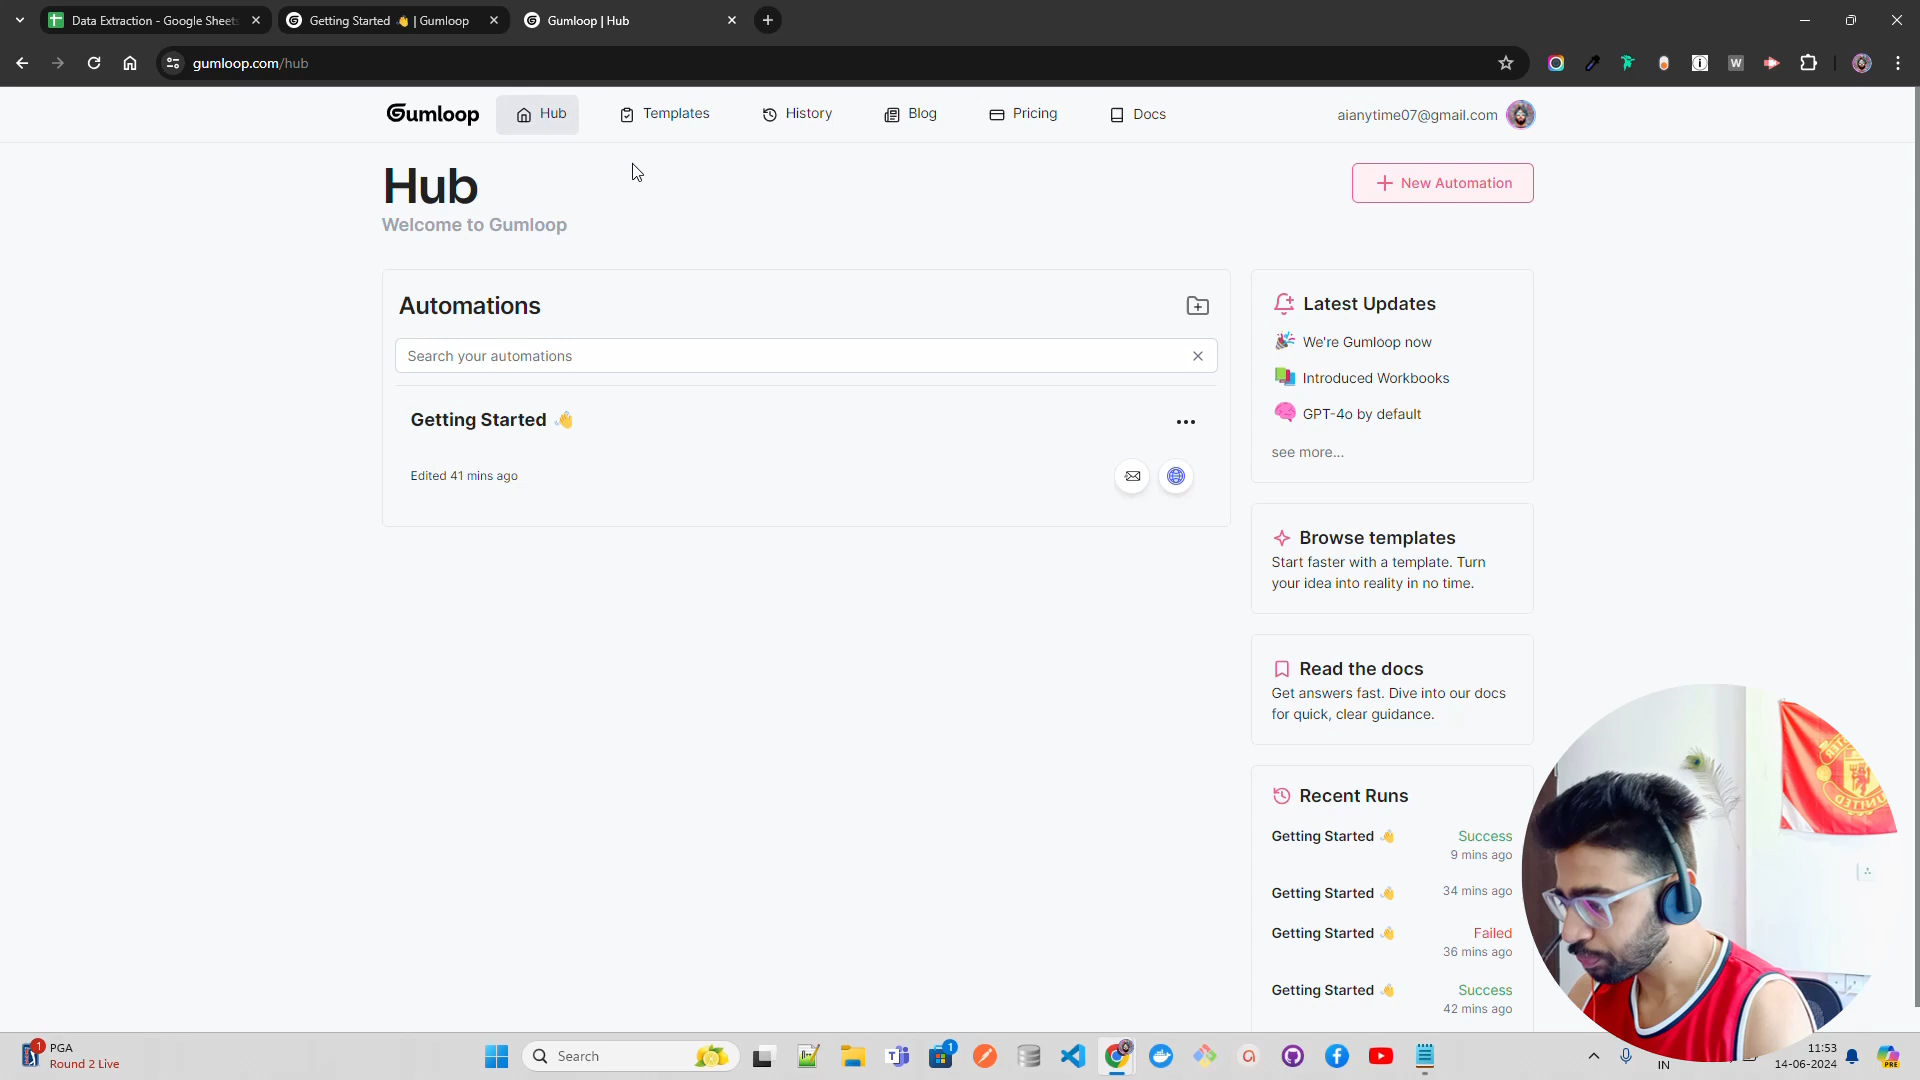 Data Extraction - Google Sheets
Getting Started 👋 | Gumloop
Gumloop | Hub
gumloop.com/hub
Gumloop
Hub
Templates
History
Blog
Pricing
Docs
aianytime07@gmail.com
Hub
Welcome to Gumloop
New Automation
Automations
Search your automations
Getting Started 👋
Edited 41 mins ago
Latest Updates
We're Gumloop now
Introduced Workbooks
GPT-4o by default
see more...
Browse templates
Start faster with a template. Turn
your idea into reality in no time.
Read the docs
Get answers fast. Dive into our docs
for quick, clear guidance.
Recent Runs
Getting Started 👋 Success
9 mins ago
Getting Started 👋 34 mins ago
Getting Started 👋 Failed
36 mins ago
Getting Started 👋 Success
42 mins ago
UNITED
1
PGA
Round 2 Live
Search
1
IN
11:53
14-06-2024
PRE